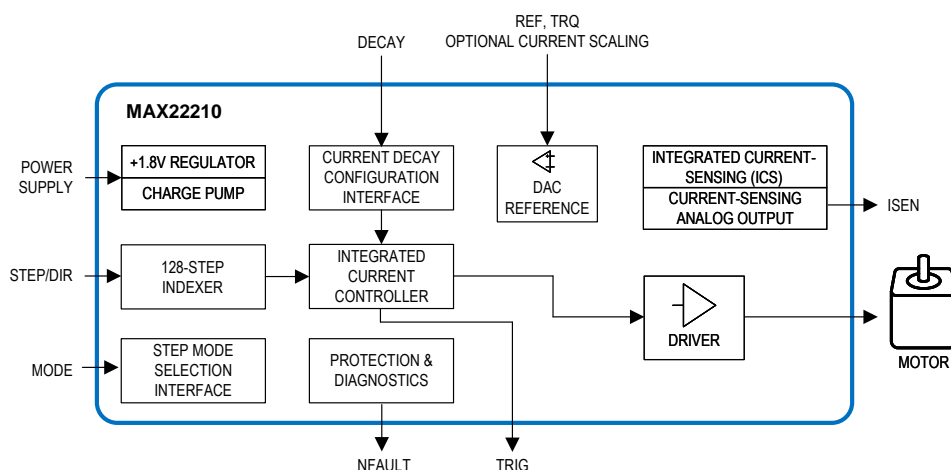 REF, TRQ
OPTIONAL CURRENT SCALING
DECAY
MAX22210
POWER
SUPPLY
+1.8V REGULATOR
CHARGE PUMP
CURRENT DECAY
CONFIGURATION
INTERFACE
DAC
REFERENCE
INTEGRATED CURRENT-
SENSING (ICS)
CURRENT-SENSING
ANALOG OUTPUT
ISEN
STEP/DIR
128-STEP
INDEXER
INTEGRATED
CURRENT
CONTROLLER
DRIVER
MOTOR
MODE
STEP MODE
SELECTION
INTERFACE
PROTECTION &
DIAGNOSTICS
NFAULT
TRIG